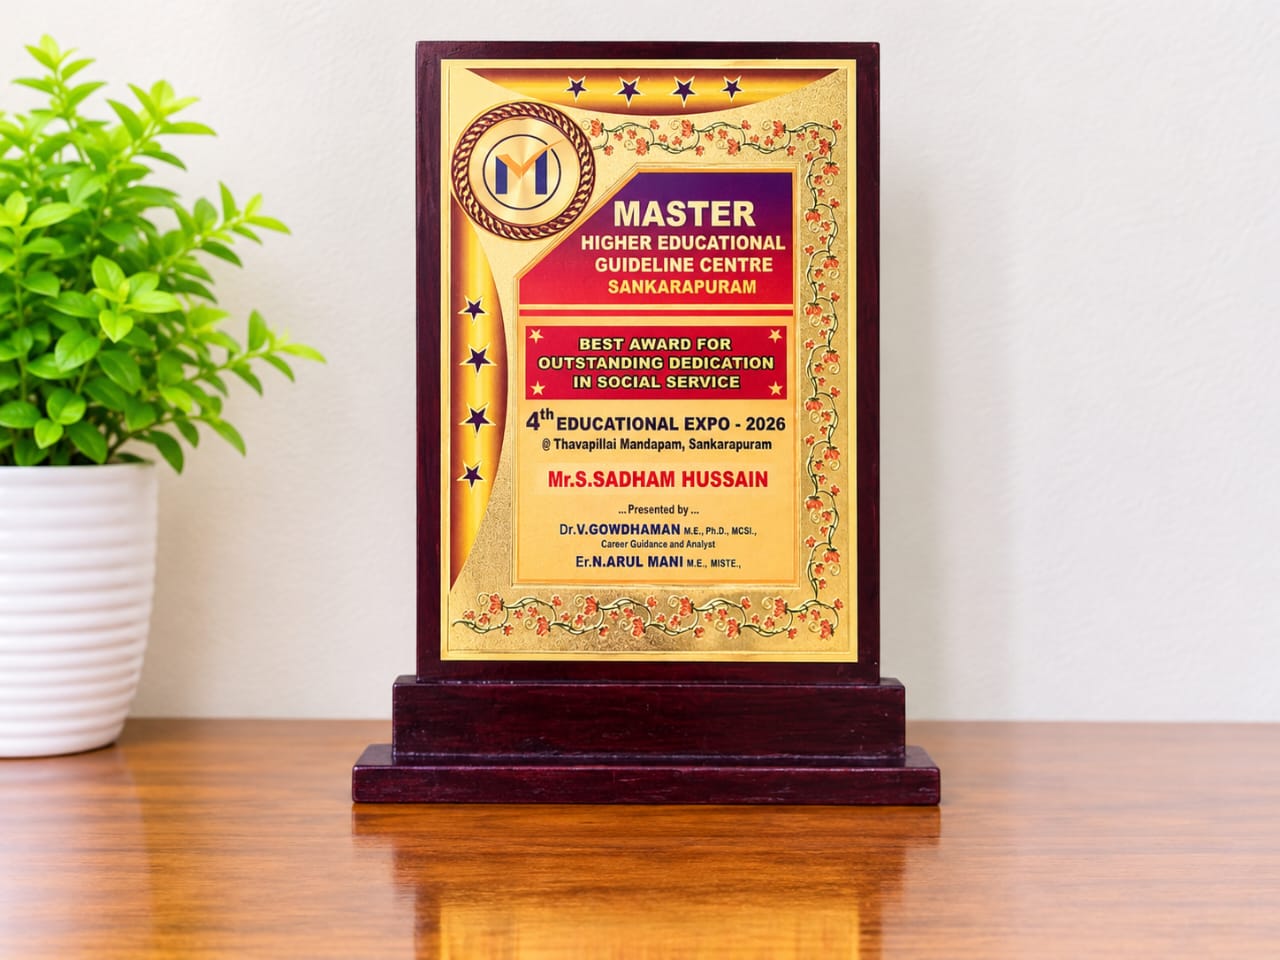 M
MASTER
HIGHER EDUCATIONAL
GUIDELINE CENTRE
SANKARAPURAM
BEST AWARD FOR
OUTSTANDING DEDICATION
IN SOCIAL SERVICE
4th EDUCATIONAL EXPO - 2026
@ Thavapillai Mandapam, Sankarapuram
Mr.S.SADHAM HUSSAIN
... Presented by ...
Dr.V.GOWDHAMAN M.E., Ph.D., MCSI.,
Career Guidance and Analyst
Er.N.ARUL MANI M.E., MISTE.,